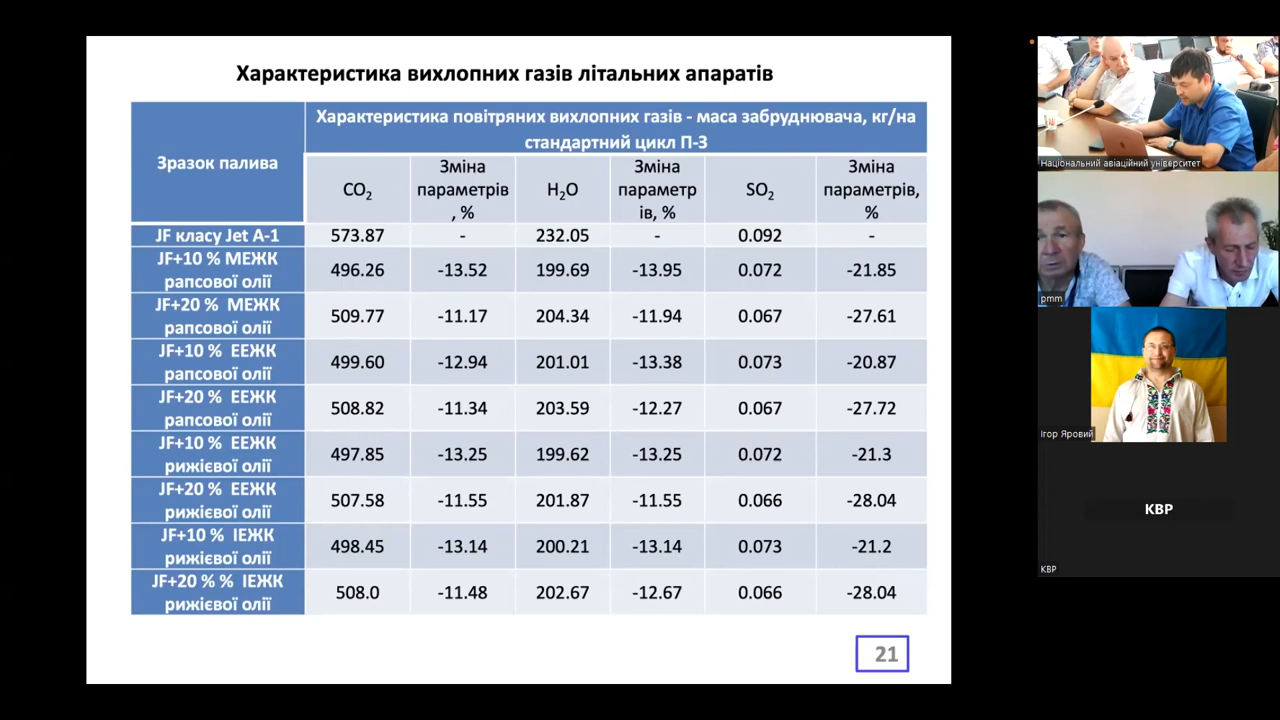 Характеристика вихлопних газів літальних апаратів
Зразок палива
Характеристика повітряних вихлопних газів - маса забруднювача, кг/на
стандартний цикл П-З
CO₂
Зміна
параметрів
, %
H₂O
Зміна
параметр
ів, %
SO₂
Зміна
параметрів,
%
JF класу Jet A-1 573.87 - 232.05 - 0.092 -
JF+10 % МЕЖК
рапсової олії
496.26 -13.52 199.69 -13.95 0.072 -21.85
JF+20 % МЕЖК
рапсової олії
509.77 -11.17 204.34 -11.94 0.067 -27.61
JF+10 % ЕЕЖК
рапсової олії
499.60 -12.94 201.01 -13.38 0.073 -20.87
JF+20 % ЕЕЖК
рапсової олії
508.82 -11.34 203.59 -12.27 0.067 -27.72
JF+10 % ЕЕЖК
рижієвої олії
497.85 -13.25 199.62 -13.25 0.072 -21.3
JF+20 % ЕЕЖК
рижієвої олії
507.58 -11.55 201.87 -11.55 0.066 -28.04
JF+10 % ІЕЖК
рижієвої олії
498.45 -13.14 200.21 -13.14 0.073 -21.2
JF+20 % % ІЕЖК
рижієвої олії
508.0 -11.48 202.67 -12.67 0.066 -28.04
21
Національний авіаційний університет
pmm
Ігор Яровий
КВР
КВР